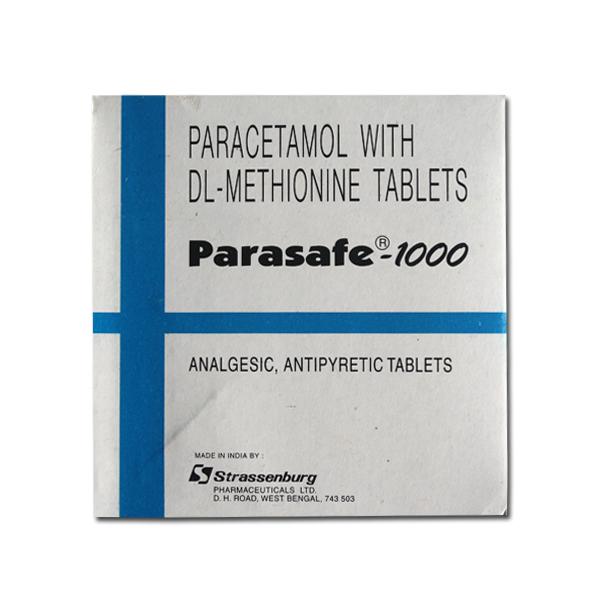 PARACETAMOL WITH
DL-METHIONINE TABLETS
Parasafe®-1000
ANALGESIC, ANTIPYRETIC TABLETS
MADE IN INDIA BY :
Strassenburg
PHARMACEUTICALS LTD.
D. H. ROAD, WEST BENGAL, 743 503